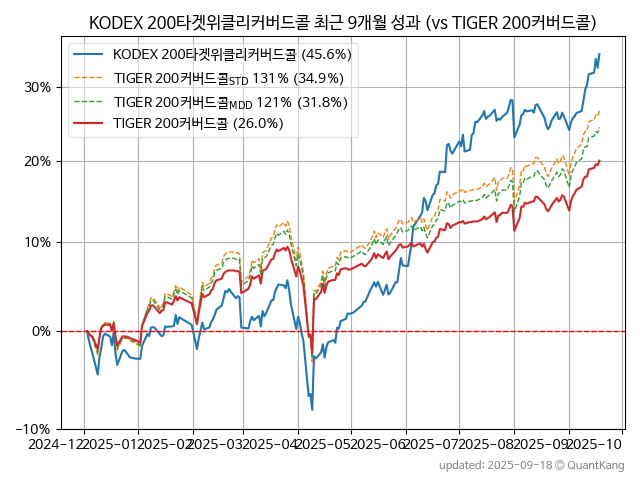 KODEX 200타겟위클리커버드콜 최근 9개월 성과 (vs TIGER 200커버드콜)
KODEX 200타겟위클리커버드콜 (45.6%)
TIGER 200커버드콜STD 131% (34.9%)
TIGER 200커버드콜MDD 121% (31.8%)
TIGER 200커버드콜 (26.0%)
30%
20%
10%
0%
-10%
2024-12 2025-01 2025-02 2025-03 2025-04 2025-05 2025-06 2025-07 2025-08 2025-09 2025-10
updated: 2025-09-18 © QuantKang